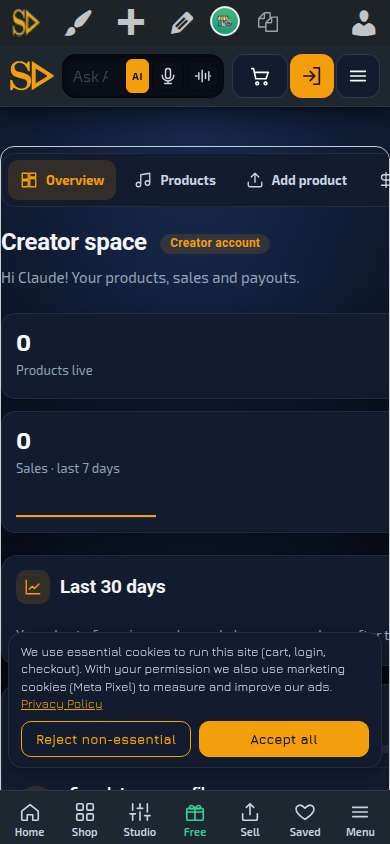 SD
SD
Ask A
AI
Overview
Products
Add product
$
Creator space
Creator account
Hi Claude! Your products, sales and payouts.
0
Products live
0
Sales · last 7 days
Last 30 days
We use essential cookies to run this site (cart, login,
checkout). With your permission we also use marketing
cookies (Meta Pixel) to measure and improve our ads.
Privacy Policy
Reject non-essential
Accept all
Home
Shop
Studio
Free
Sell
Saved
Menu